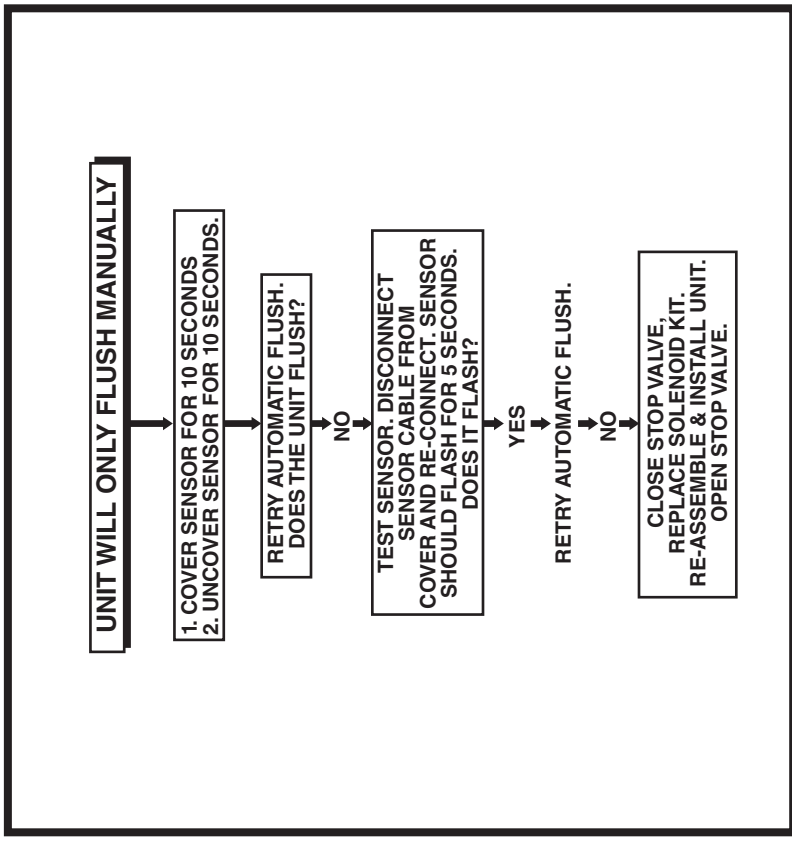 UNIT WILL ONLY FLUSH MANUALLY
1. COVER SENSOR FOR 10 SECONDS
2. UNCOVER SENSOR FOR 10 SECONDS.
RETRY AUTOMATIC FLUSH.
DOES THE UNIT FLUSH?
NO
TEST SENSOR. DISCONNECT
SENSOR CABLE FROM
COVER AND RE-CONNECT. SENSOR
SHOULD FLASH FOR 5 SECONDS.
DOES IT FLASH?
YES
RETRY AUTOMATIC FLUSH.
NO
CLOSE STOP VALVE,
REPLACE SOLENOID KIT.
RE-ASSEMBLE & INSTALL UNIT.
OPEN STOP VALVE.